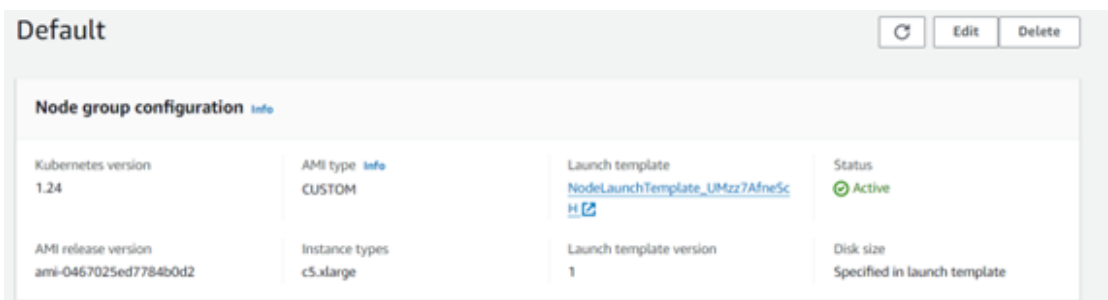 Default
Edit
Delete
Node group configuration Info
Kubernetes version
1.24
AMI type Info
CUSTOM
Launch template
NodeLaunchTemplate_UMzz7AfneSc
H
Status
Active
AMI release version
ami-0467025ed7784b0d2
Instance types
c5.xlarge
Launch template version
1
Disk size
Specified in launch template